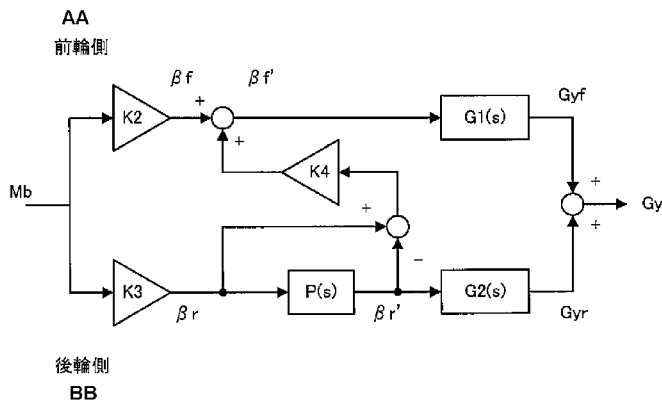 AA
前輪側
βf
βf'
Gyf
K2
+
G1(s)
+
K4
+
Mb
+
+
Gy
-
K3
P(s)
G2(s)
βr
βr'
Gyr
後輪側
BB